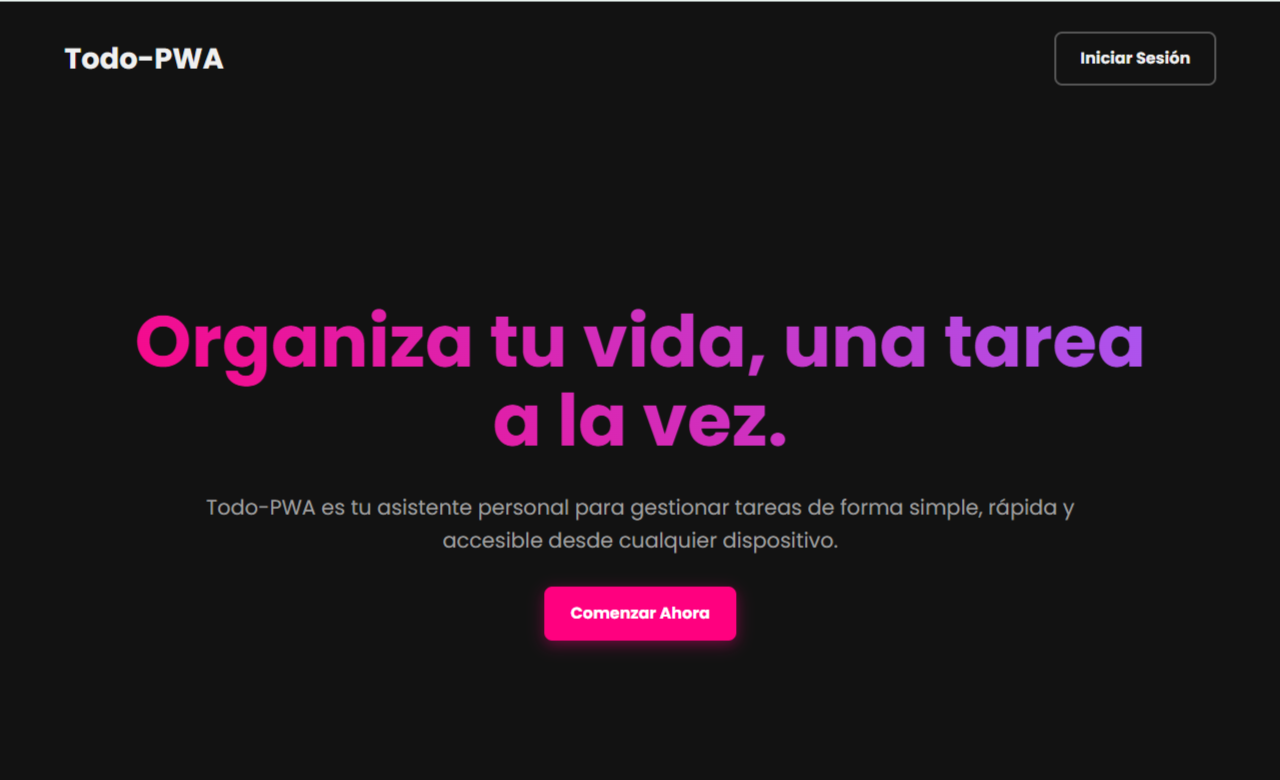 Todo-PWA
Iniciar Sesión
Organiza tu vida, una tarea
a la vez.
Todo-PWA es tu asistente personal para gestionar tareas de forma simple, rápida y
accesible desde cualquier dispositivo.
Comenzar Ahora